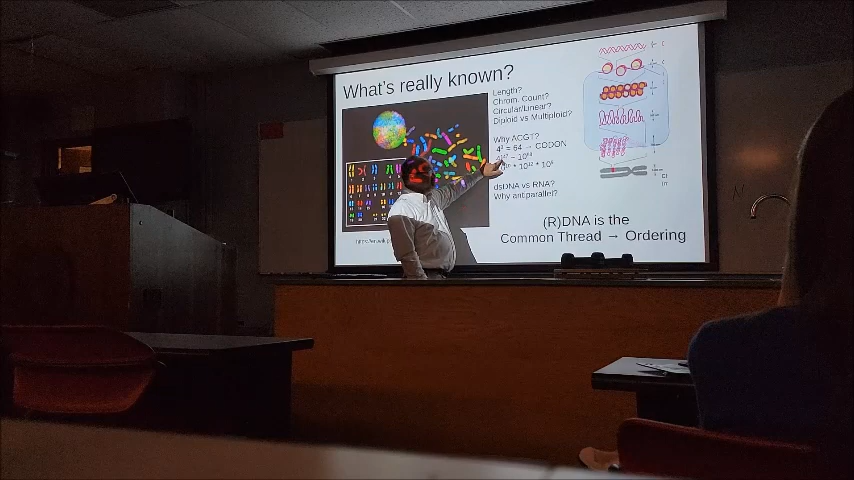 What's really known?
Length?
Chrom. Count?
Circular/Linear?
Diploid vs Multiploid?
Why ACGT?
4³ = 64 → CODON
dsDNA vs RNA?
Why antiparallel?
(R)DNA is the
Common Thread → Ordering